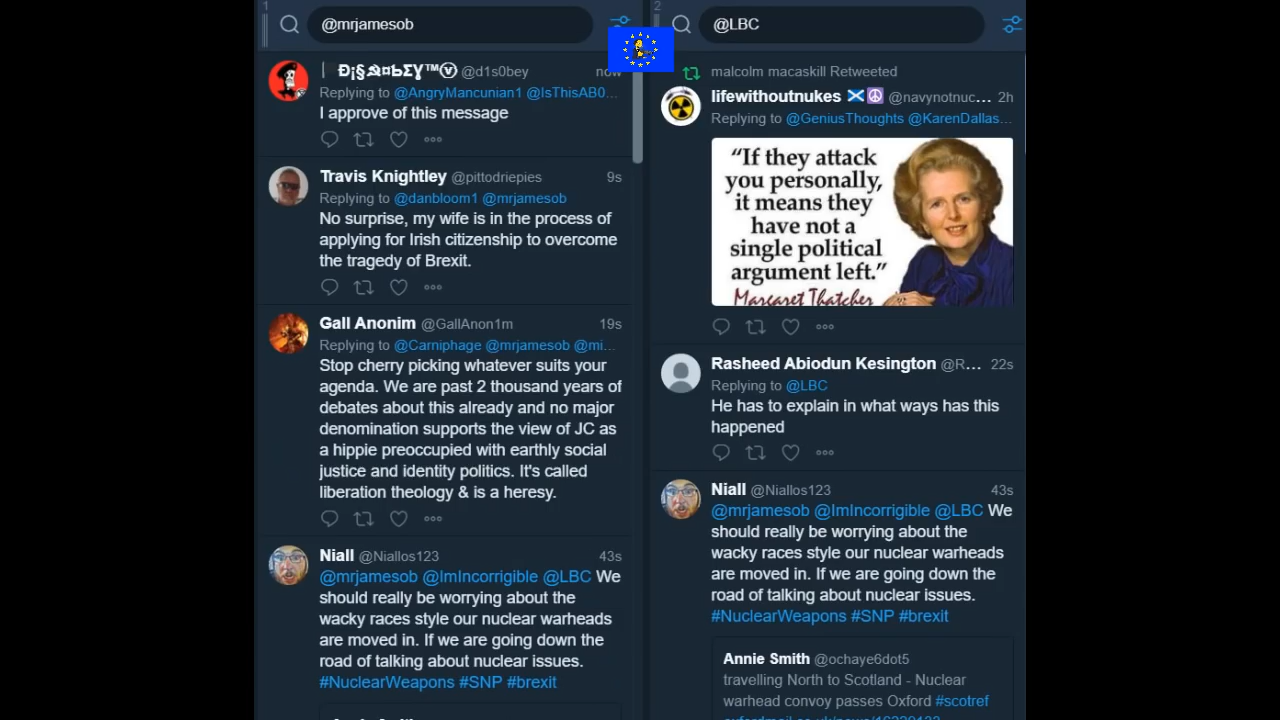 1
@mrjamesob
Ð¡§☭¤ƄΣƔ™ⓥ @d1s0bey now
Replying to @AngryMancunian1 @IsThisAB0...
I approve of this message
Travis Knightley @pittodriepies 9s
Replying to @danbloom1 @mrjamesob
No surprise, my wife is in the process of
applying for Irish citizenship to overcome
the tragedy of Brexit.
Gall Anonim @GallAnon1m 19s
Replying to @Carniphage @mrjamesob @mi...
Stop cherry picking whatever suits your
agenda. We are past 2 thousand years of
debates about this already and no major
denomination supports the view of JC as
a hippie preoccupied with earthly social
justice and identity politics. It's called
liberation theology & is a heresy.
Niall @Niallos123 43s
@mrjamesob @ImIncorrigible @LBC We
should really be worrying about the
wacky races style our nuclear warheads
are moved in. If we are going down the
road of talking about nuclear issues.
#NuclearWeapons #SNP #brexit
2
@LBC
malcolm macaskill Retweeted
lifewithoutnukes @navynotnuc... 2h
Replying to @GeniusThoughts @KarenDallas...
“If they attack
you personally,
it means they
have not a
single political
argument left.”
Margaret Thatcher
Rasheed Abiodun Kesington @R... 22s
Replying to @LBC
He has to explain in what ways has this
happened
Niall @Niallos123 43s
@mrjamesob @ImIncorrigible @LBC We
should really be worrying about the
wacky races style our nuclear warheads
are moved in. If we are going down the
road of talking about nuclear issues.
#NuclearWeapons #SNP #brexit
Annie Smith @ochaye6dot5
travelling North to Scotland - Nuclear
warhead convoy passes Oxford #scotref